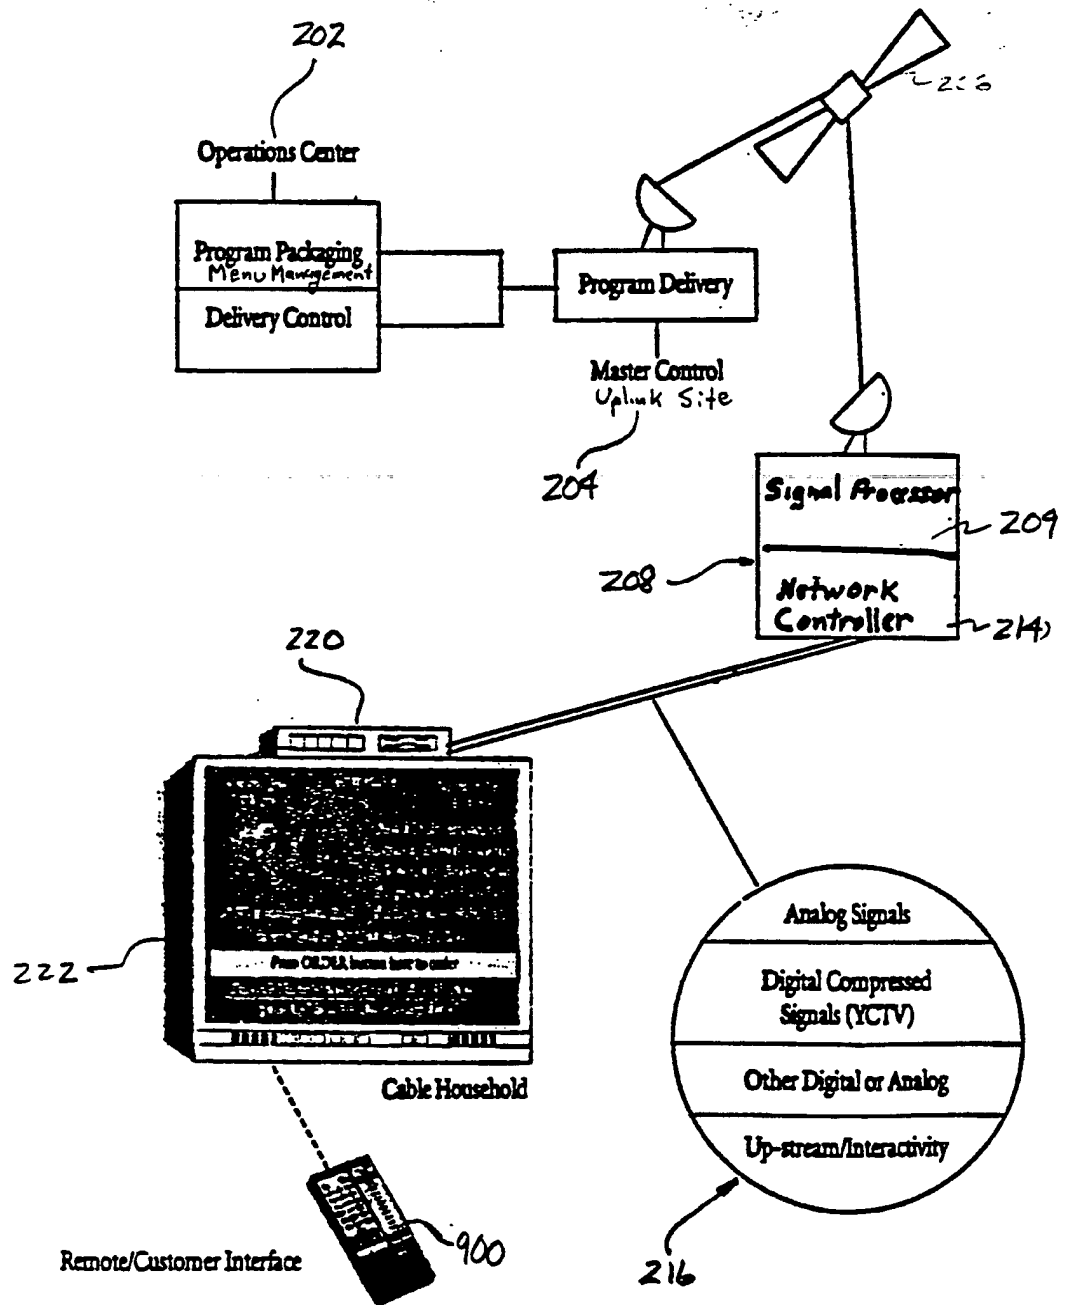 202
Operations Center
Program Packaging
Menu Management
Delivery Control
Program Delivery
Master Control
Uplink Site
204
Signal Processor
209
208
Network
Controller
214
220
222
Press ORDER button here to order
Cable Household
Analog Signals
Digital Compressed
Signals (YCTV)
Other Digital or Analog
Up-stream/Interactivity
216
900
Remote/Customer Interface